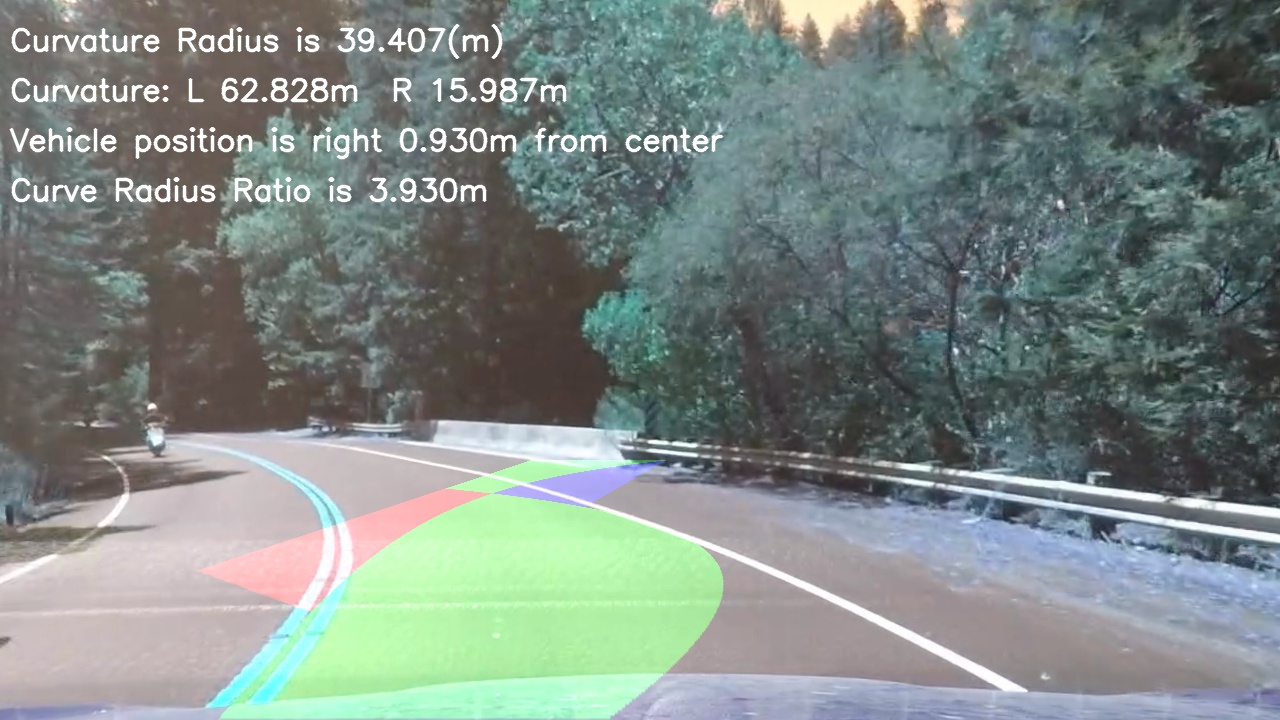 Curvature Radius is 39.407(m)
Curvature: L 62.828m R 15.987m
Vehicle position is right 0.930m from center
Curve Radius Ratio is 3.930m